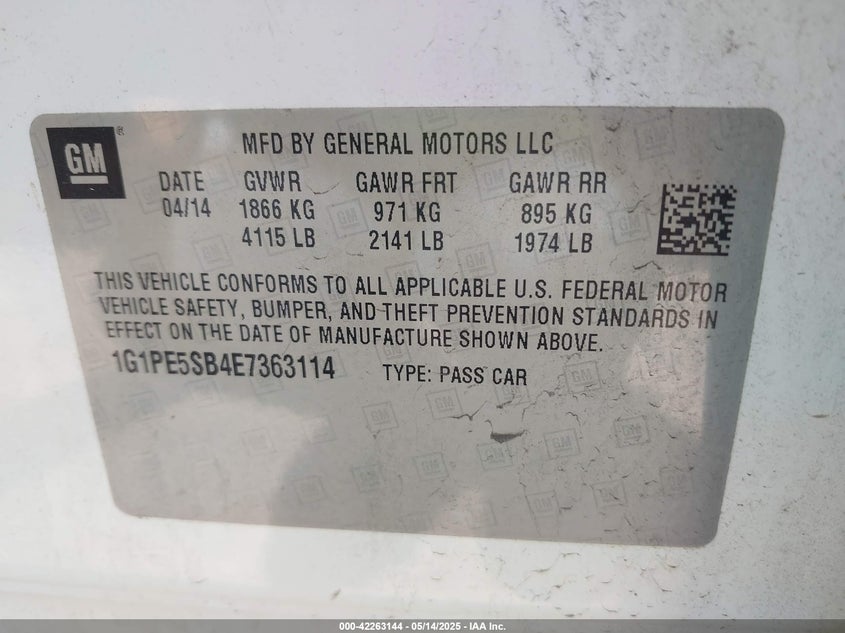 GM ®
MFD BY GENERAL MOTORS LLC
DATE GVWR GAWR FRT GAWR RR
04/14 1866 KG 971 KG 895 KG
4115 LB 2141 LB 1974 LB
THIS VEHICLE CONFORMS TO ALL APPLICABLE U.S. FEDERAL MOTOR
VEHICLE SAFETY, BUMPER, AND THEFT PREVENTION STANDARDS IN
EFFECT ON THE DATE OF MANUFACTURE SHOWN ABOVE.
1G1PE5SB4E7363114 TYPE: PASS CAR
000-42263144 — 05/14/2025 — IAA Inc.